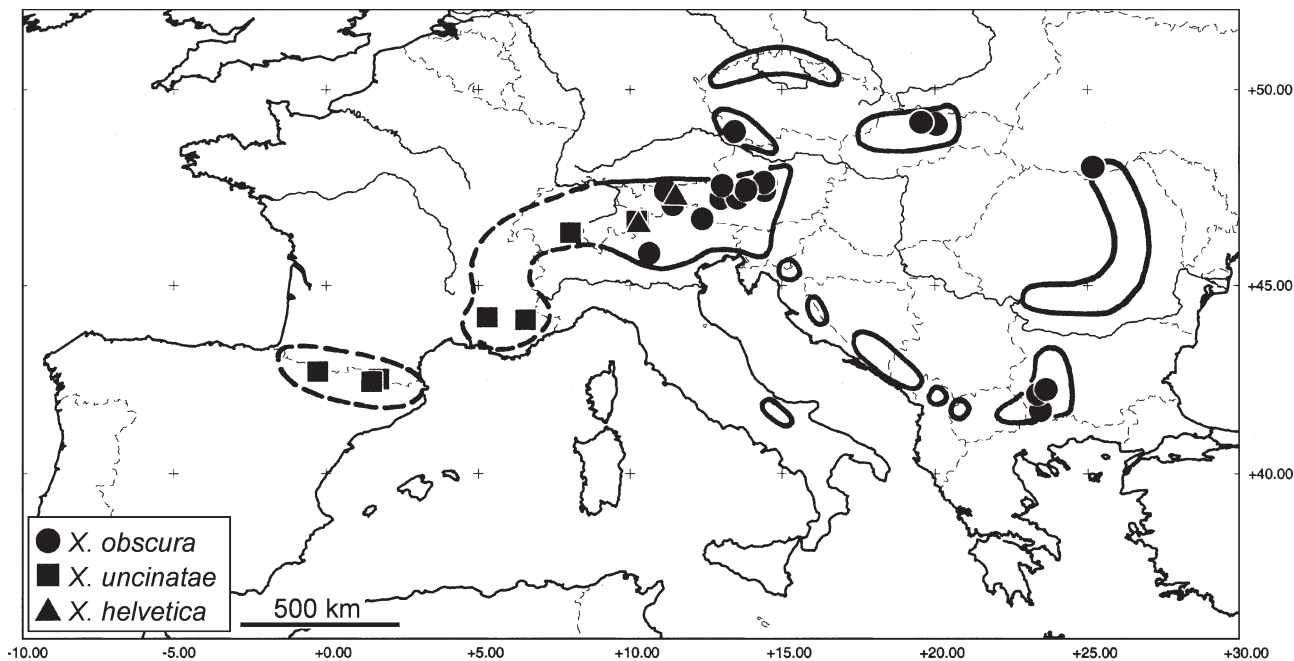 +50.00
+45.00
+40.00
X. obscura
X. uncinatae
X. helvetica
500 km
-10.00 -5.00 +0.00 +5.00 +10.00 +15.00 +20.00 +25.00 +30.00